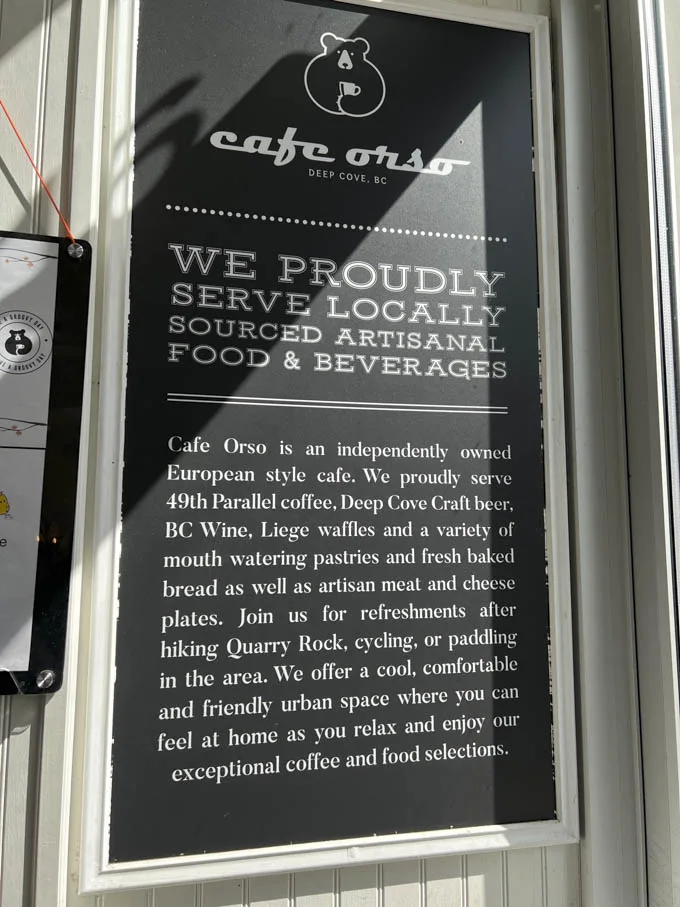 cafe orso
DEEP COVE, BC
WE PROUDLY
SERVE LOCALLY
SOURCED ARTISANAL
FOOD & BEVERAGES
Cafe Orso is an independently owned
European style cafe. We proudly serve
49th Parallel coffee, Deep Cove Craft beer,
BC Wine, Liege waffles and a variety of
mouth watering pastries and fresh baked
bread as well as artisan meat and cheese
plates. Join us for refreshments after
hiking Quarry Rock, cycling, or paddling
in the area. We offer a cool, comfortable
and friendly urban space where you can
feel at home as you relax and enjoy our
exceptional coffee and food selections.